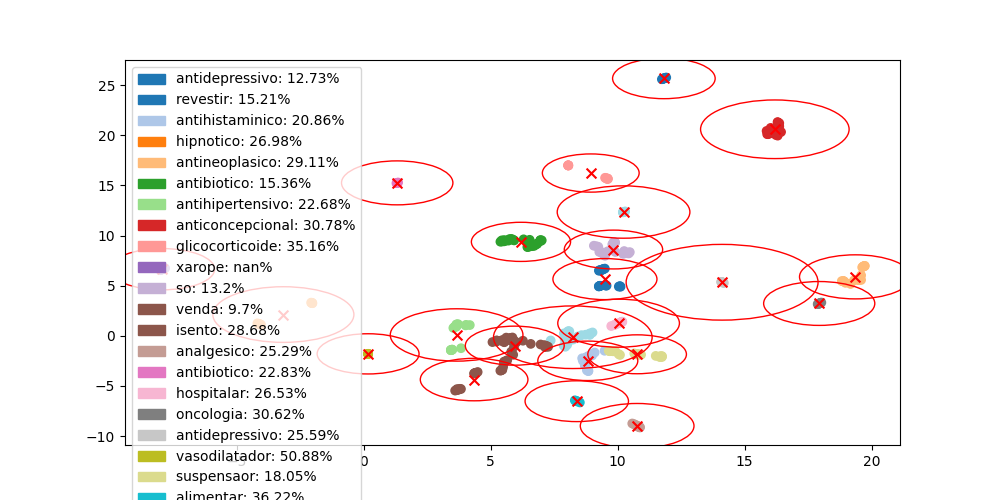 25
20
15
10
5
0
−5
−10
antidepressivo: 12.73%
revestir: 15.21%
antihistaminico: 20.86%
hipnotico: 26.98%
antineoplasico: 29.11%
antibiotico: 15.36%
antihipertensivo: 22.68%
anticoncepcional: 30.78%
glicocorticoide: 35.16%
xarope: nan%
so: 13.2%
venda: 9.7%
isento: 28.68%
analgesico: 25.29%
antibiotico: 22.83%
hospitalar: 26.53%
oncologia: 30.62%
antidepressivo: 25.59%
vasodilatador: 50.88%
suspensaor: 18.05%
alimentar: 36.22%
−5 0 5 10 15 20